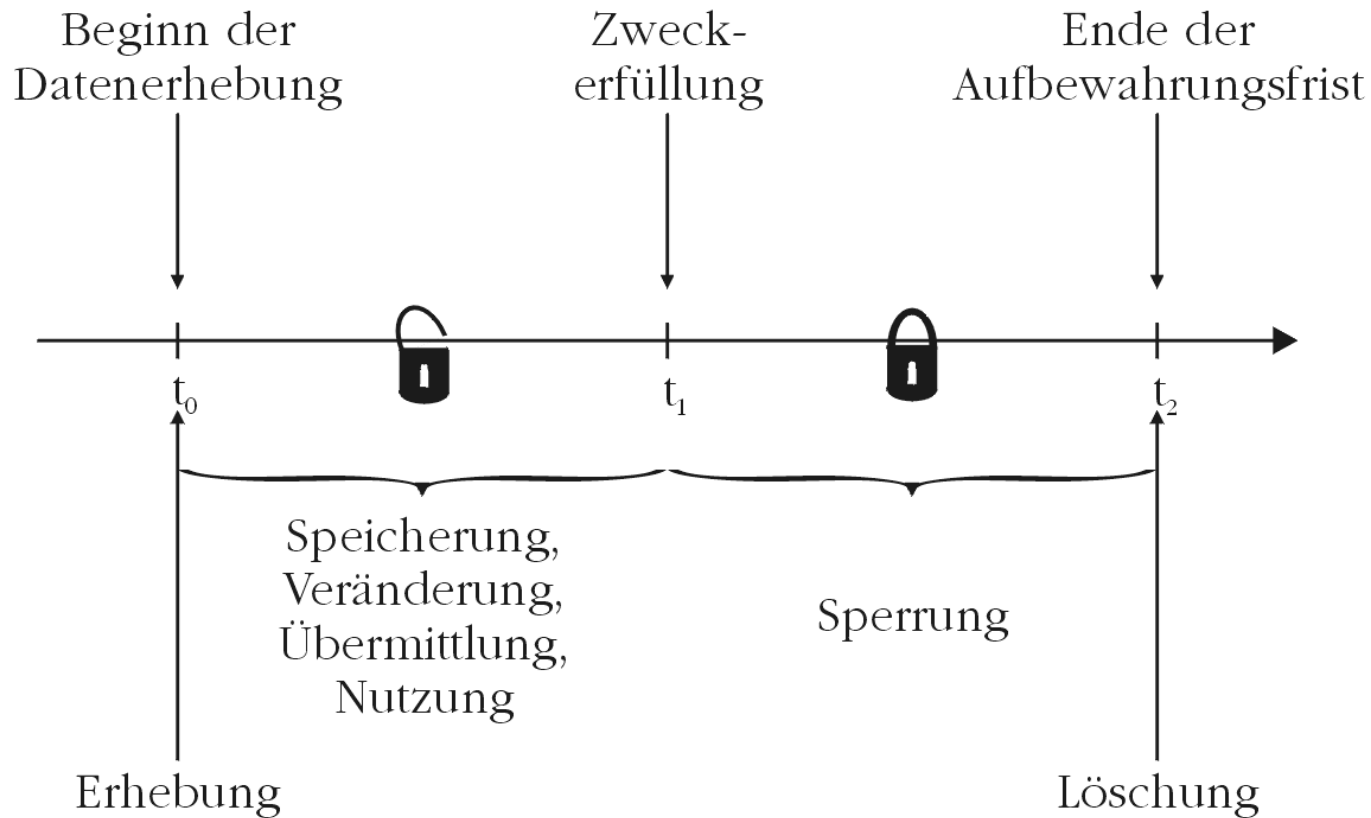 Beginn der
Datenerhebung
Zweck-
erfüllung
Ende der
Aufbewahrungsfrist
t₀
t₁
t₂
Speicherung,
Veränderung,
Übermittlung,
Nutzung
Sperrung
Erhebung
Löschung